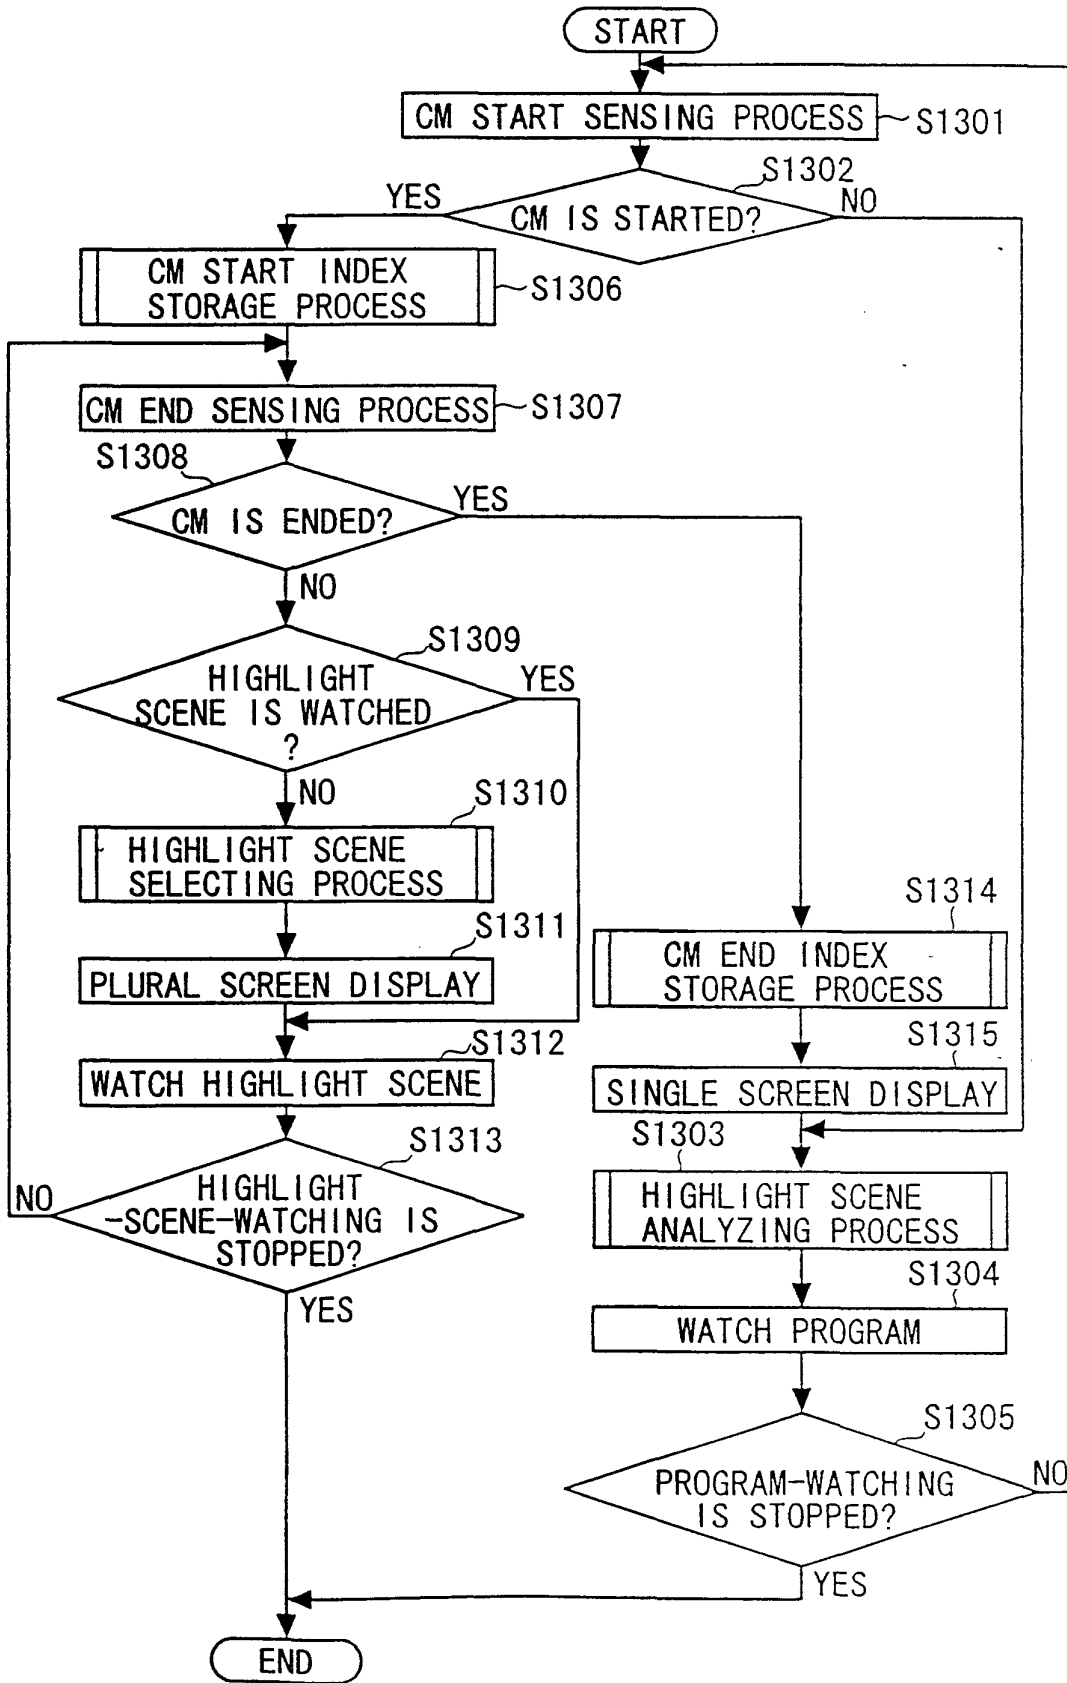 START
CM START SENSING PROCESS
S1301
S1302
YES
NO
CM IS STARTED?
CM START INDEX
STORAGE PROCESS
S1306
CM END SENSING PROCESS
S1307
S1308
YES
CM IS ENDED?
NO
S1309
HIGHLIGHT
SCENE IS WATCHED
?
YES
NO
S1310
HIGHLIGHT SCENE
SELECTING PROCESS
S1311
PLURAL SCREEN DISPLAY
S1312
WATCH HIGHLIGHT SCENE
S1313
NO
HIGHLIGHT
-SCENE-WATCHING IS
STOPPED?
YES
S1314
CM END INDEX
STORAGE PROCESS
S1315
SINGLE SCREEN DISPLAY
S1303
HIGHLIGHT SCENE
ANALYZING PROCESS
S1304
WATCH PROGRAM
S1305
PROGRAM-WATCHING
IS STOPPED?
NO
YES
END